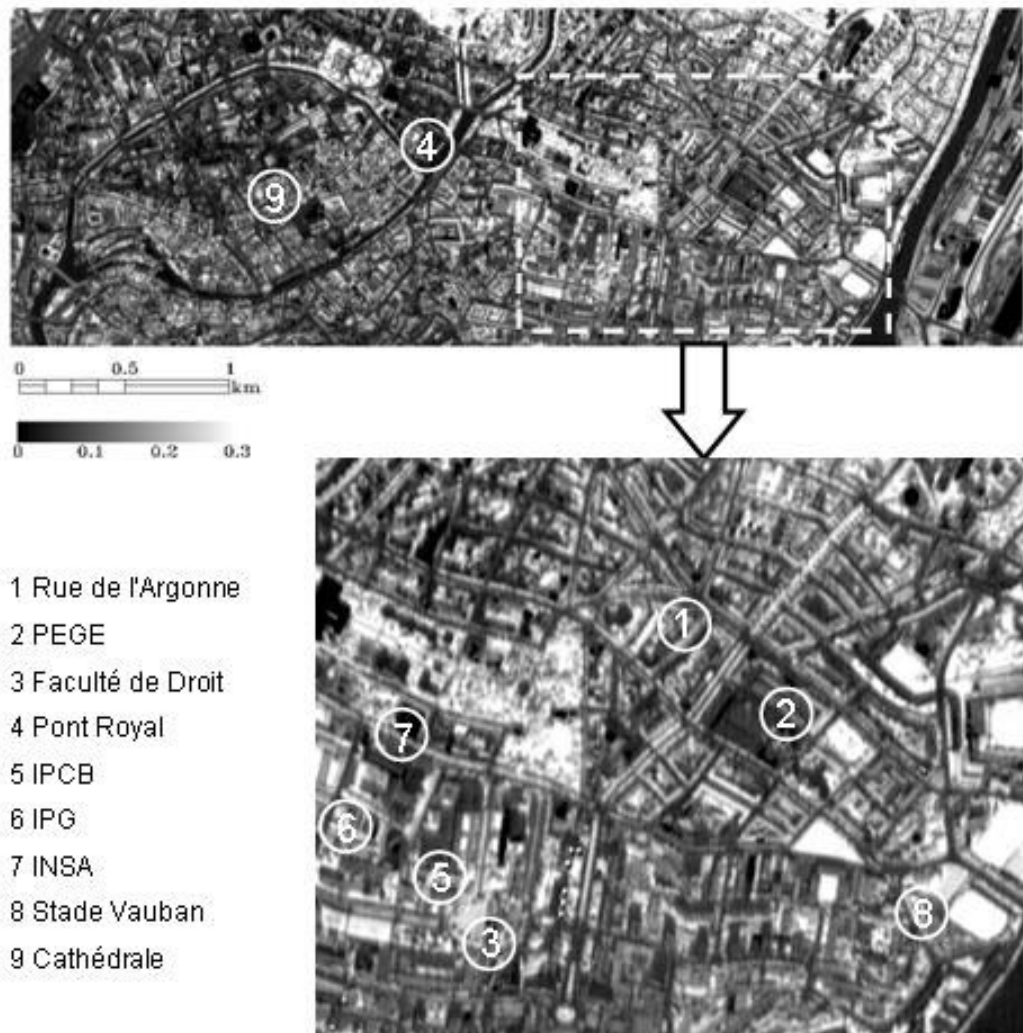 4
9
0 0.5 1
km
0 0.1 0.2 0.3
1 Rue de l'Argonne
2 PEGE
3 Faculté de Droit
4 Pont Royal
5 IPCB
6 IPG
7 INSA
8 Stade Vauban
9 Cathédrale
1
2
7
6
5
8
3